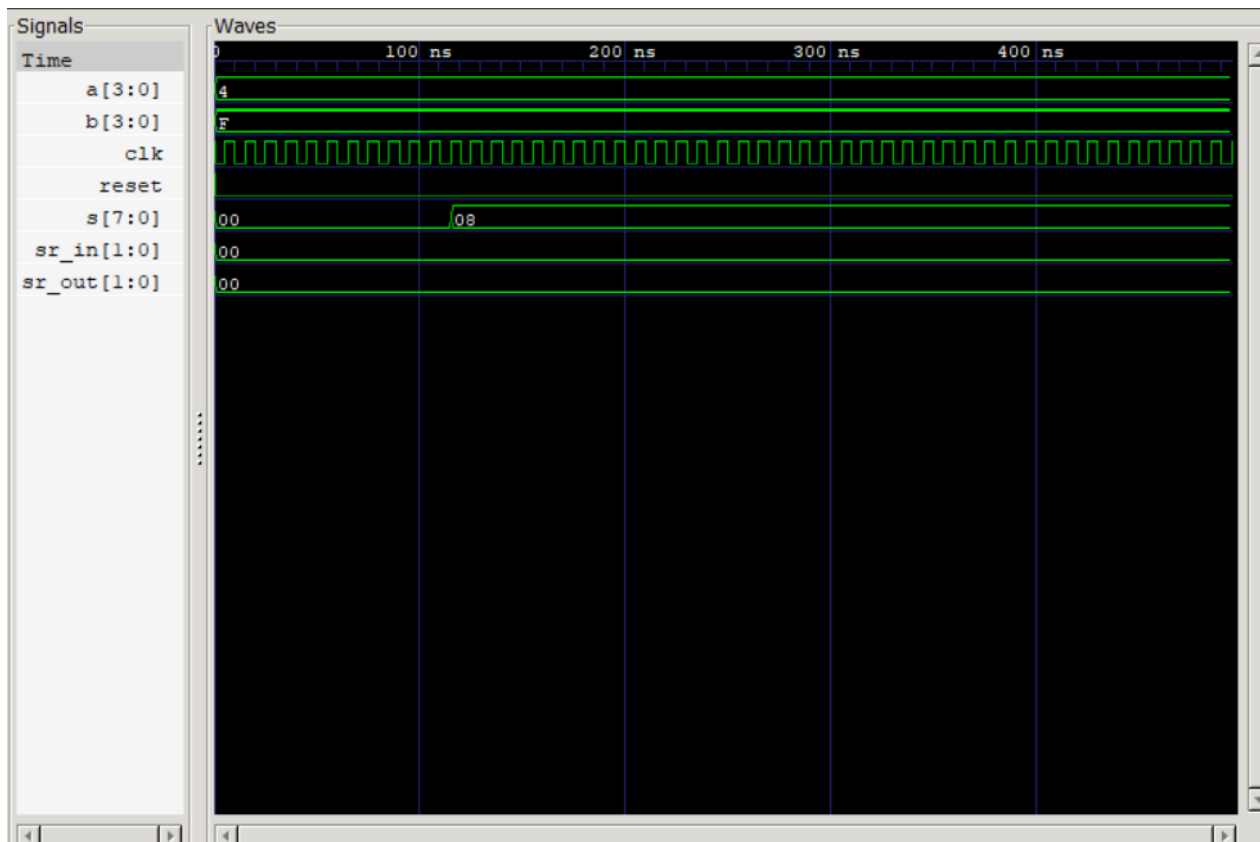 Signals
Waves
Time
0 100 ns 200 ns 300 ns 400 ns
a[3:0] 4
b[3:0] F
clk
reset
s[7:0] 00 08
sr_in[1:0] 00
sr_out[1:0] 00